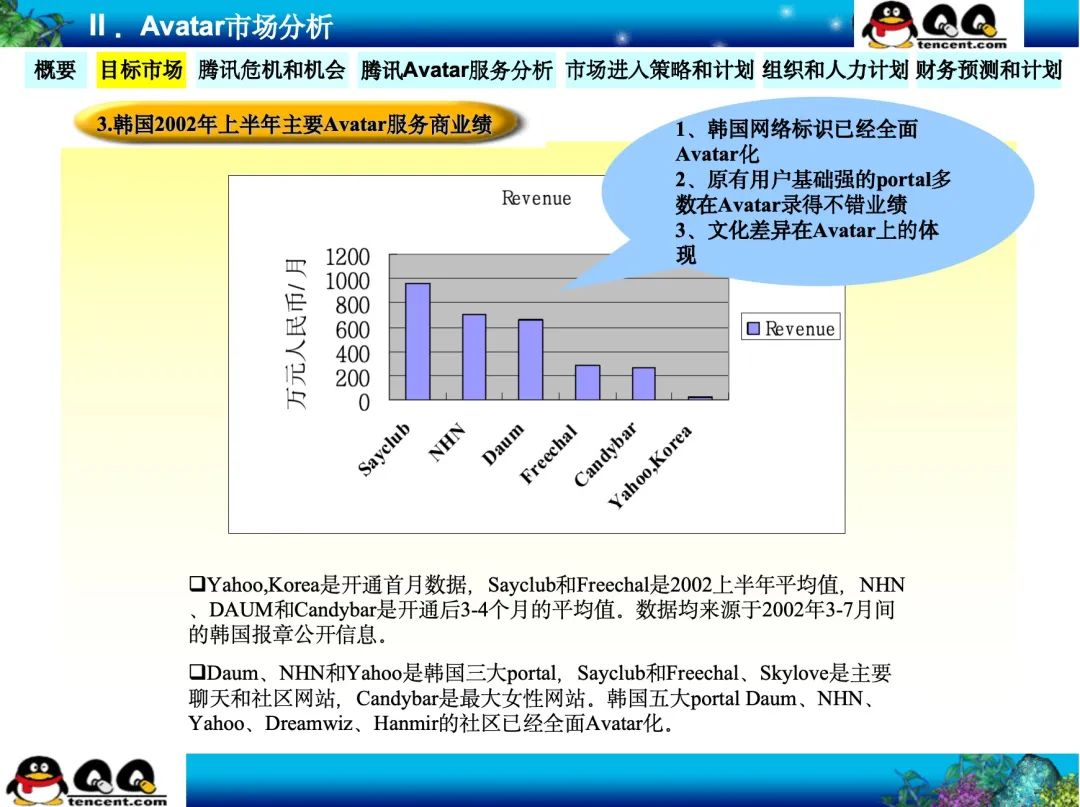 II．Avatar市场分析
QQ
tencent.com
概要 目标市场 腾讯危机和机会 腾讯Avatar服务分析 市场进入策略和计划 组织和人力计划 财务预测和计划
3.韩国2002年上半年主要Avatar服务商业绩
1、韩国网络标识已经全面
Avatar化
2、原有用户基础强的portal多
数在Avatar录得不错业绩
3、文化差异在Avatar上的体
现
Revenue
万元人民币/月
1200
1000
800
600
400
200
0
Sayclub
NHN
Daum
Freechal
Candybar
Yahoo,Korea
Revenue
❑Yahoo,Korea是开通首月数据，Sayclub和Freechal是2002上半年平均值，NHN
、DAUM和Candybar是开通后3-4个月的平均值。数据均来源于2002年3-7月间
的韩国报章公开信息。
❑Daum、NHN和Yahoo是韩国三大portal，Sayclub和Freechal、Skylove是主要
聊天和社区网站，Candybar是最大女性网站。韩国五大portal Daum、NHN、
Yahoo、Dreamwiz、Hanmir的社区已经全面Avatar化。
QQ
tencent.com